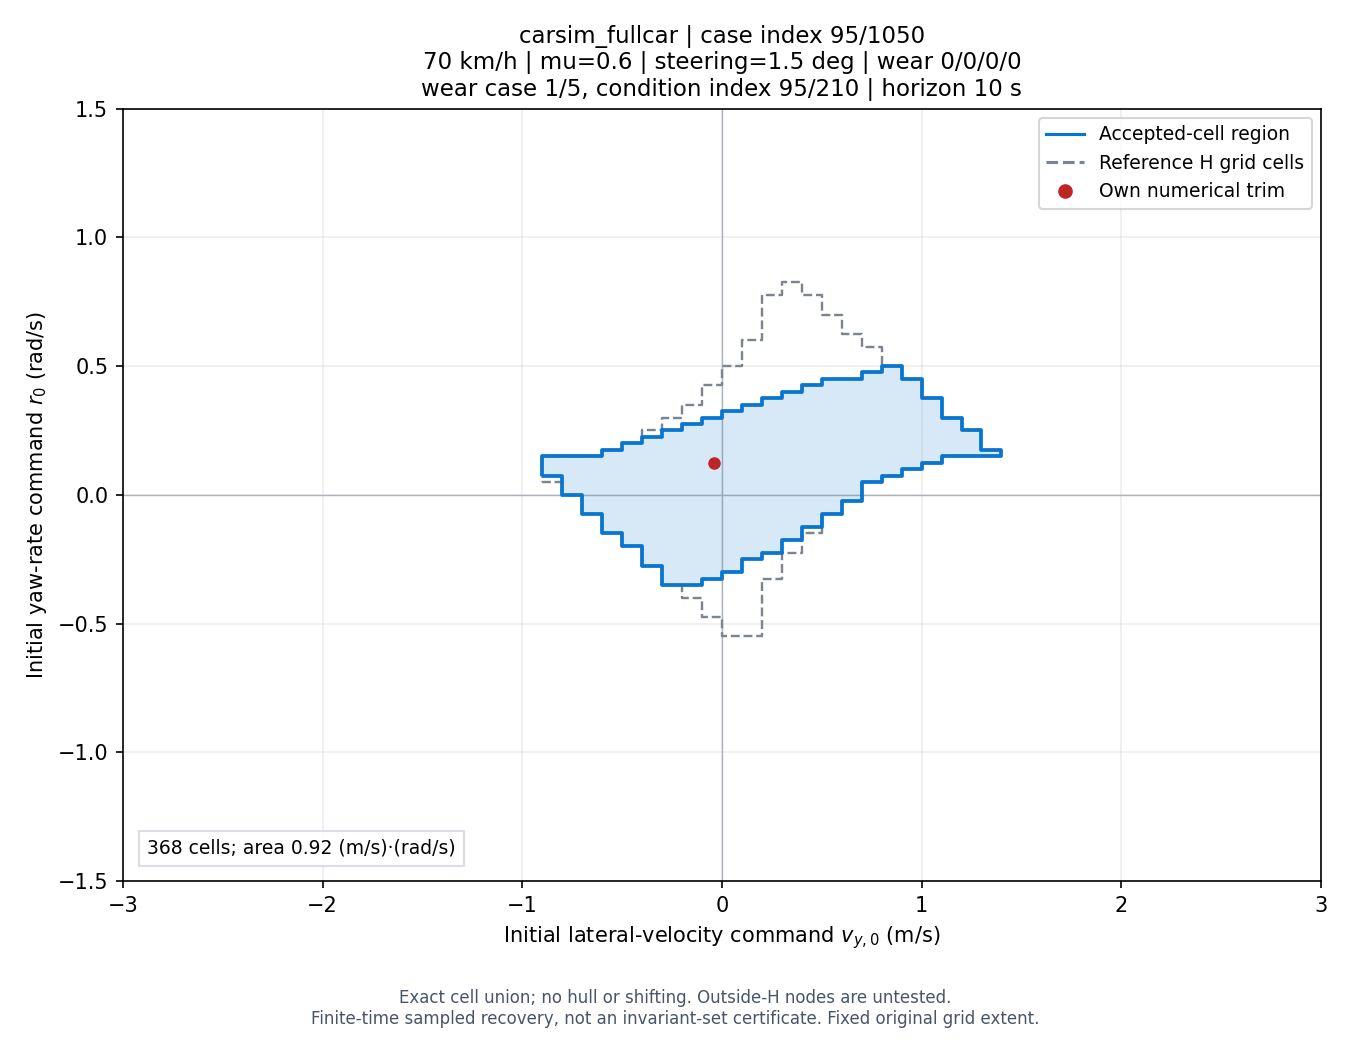 carsim_fullcar | case index 95/1050
70 km/h | mu=0.6 | steering=1.5 deg | wear 0/0/0/0
wear case 1/5, condition index 95/210 | horizon 10 s
Accepted-cell region
Reference H grid cells
Own numerical trim
1.5
1.0
0.5
0.0
−0.5
−1.0
−1.5
Initial yaw-rate command r0 (rad/s)
368 cells; area 0.92 (m/s)·(rad/s)
−3
−2
−1
0
1
2
3
Initial lateral-velocity command vy,0 (m/s)
Exact cell union; no hull or shifting. Outside-H nodes are untested.
Finite-time sampled recovery, not an invariant-set certificate. Fixed original grid extent.